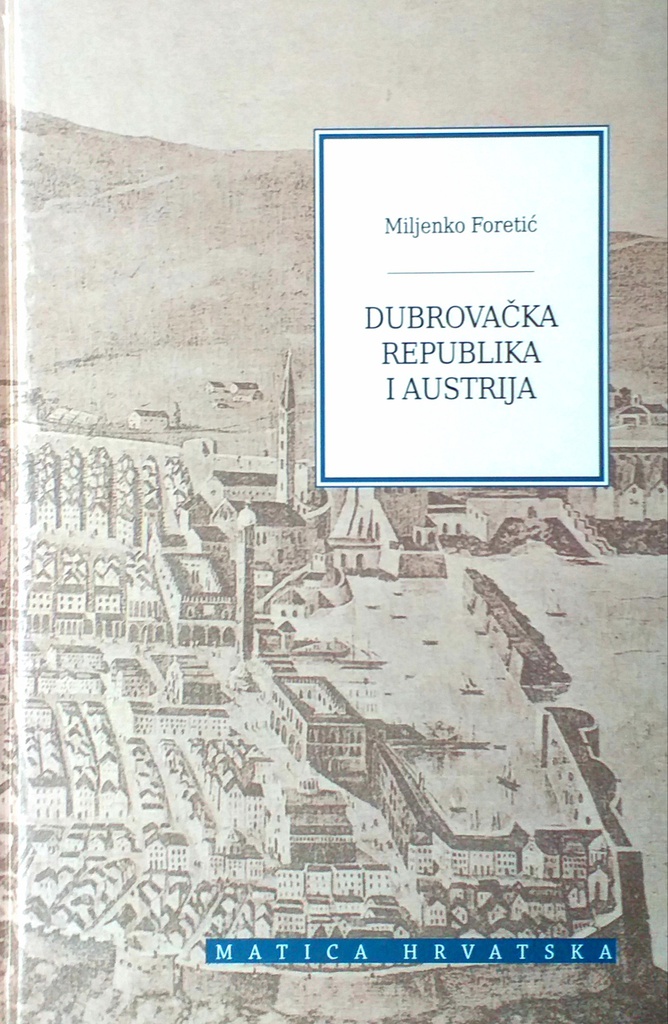 Miljenko Foretić
DUBROVAČKA
REPUBLIKA
I AUSTRIJA
MATICA HRVATSKA